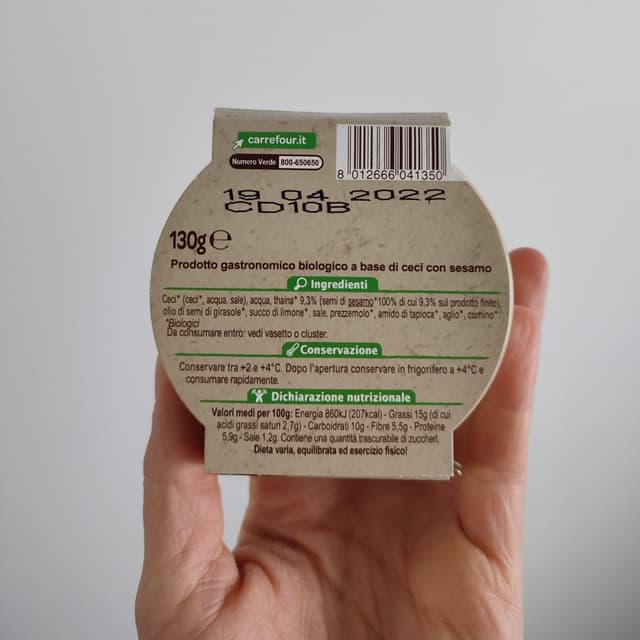 carrefour.it
Numero Verde 800-650650
8 012666 041350
19 04 2022
CD10B
130g e
Prodotto gastronomico biologico a base di ceci con sesamo
Ingredienti
Ceci* (ceci*, acqua, sale), acqua, thaina* 9,3% (semi di sesamo*100% di cui 9,3% sul prodotto finito),
olio di semi di girasole*, succo di limone*, sale, prezzemolo*, amido di tapioca*, aglio*, cumino*.
*Biologici
Da consumare entro: vedi vasetto o cluster.
Conservazione
Conservare tra +2 e +4°C. Dopo l'apertura conservare in frigorifero a +4°C e
consumare rapidamente.
Dichiarazione nutrizionale
Valori medi per 100g: Energia 860kJ (207kcal) - Grassi 15g (di cui
acidi grassi saturi 2,7g) - Carboidrati 10g - Fibre 5,5g - Proteine
5,9g - Sale 1,2g. Contiene una quantità trascurabile di zuccheri.
Dieta varia, equilibrata ed esercizio fisico!